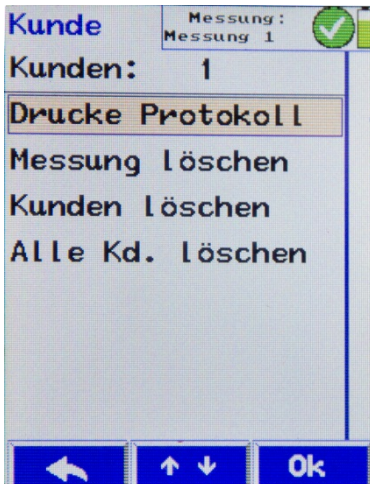 Kunde
Messung:
Messung 1
Kunden: 1
Drucke Protokoll
Messung löschen
Kunden löschen
Alle Kd. löschen
Ok